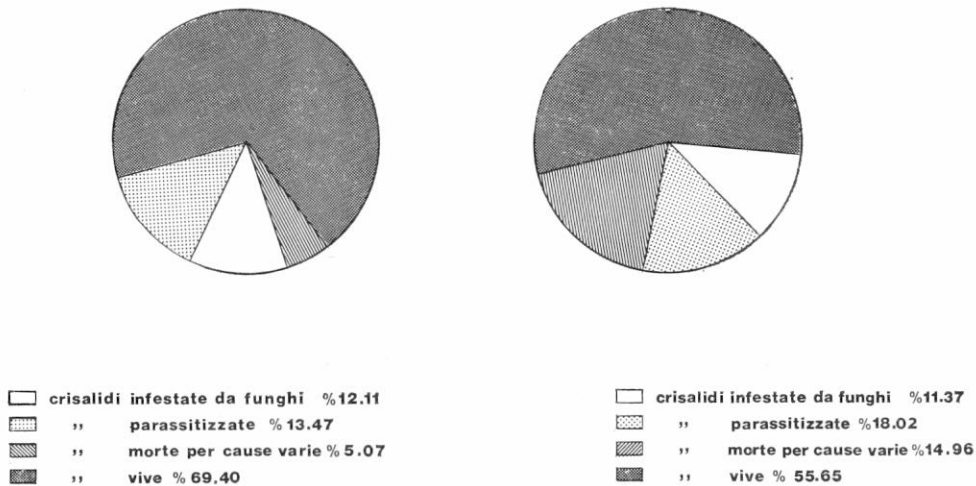 crisalidi infestate da funghi %12.11
,, parassitizzate %13.47
,, morte per cause varie %5.07
,, vive %69.40
crisalidi infestate da funghi %11.37
,, parassitizzate %18.02
,, morte per cause varie %14.96
,, vive %55.65